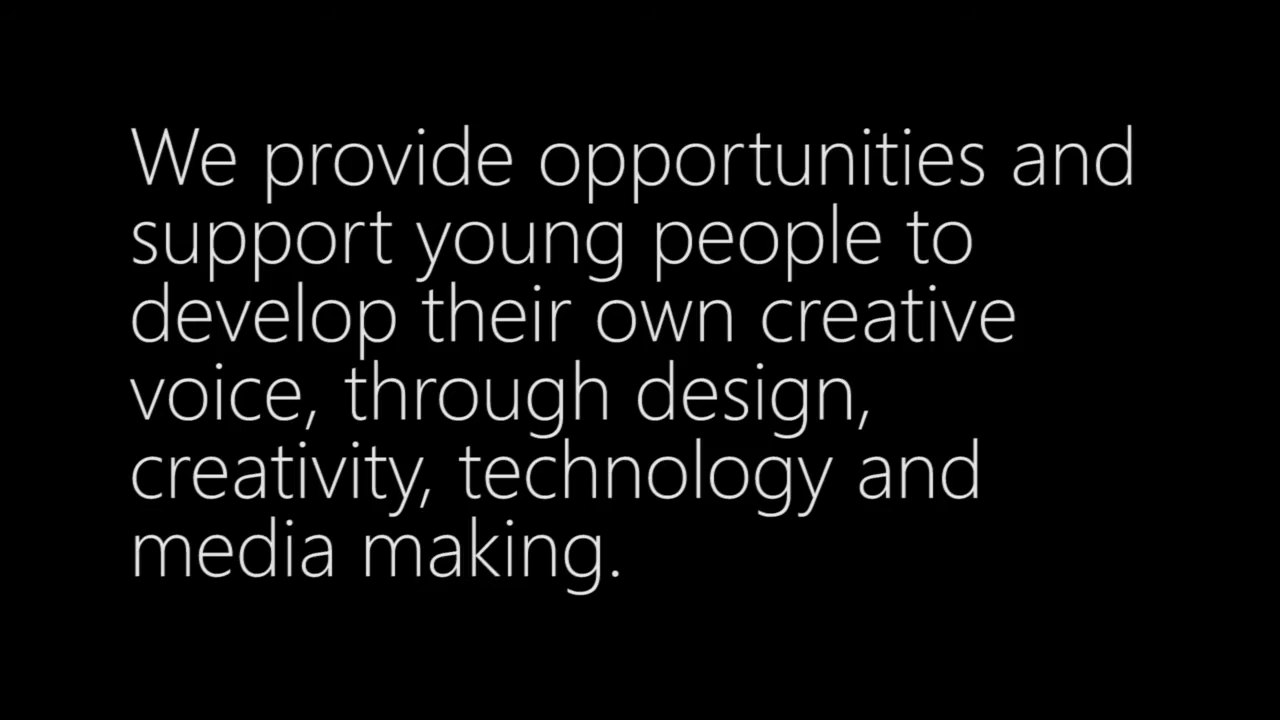 We provide opportunities and
support young people to
develop their own creative
voice, through design,
creativity, technology and
media making.